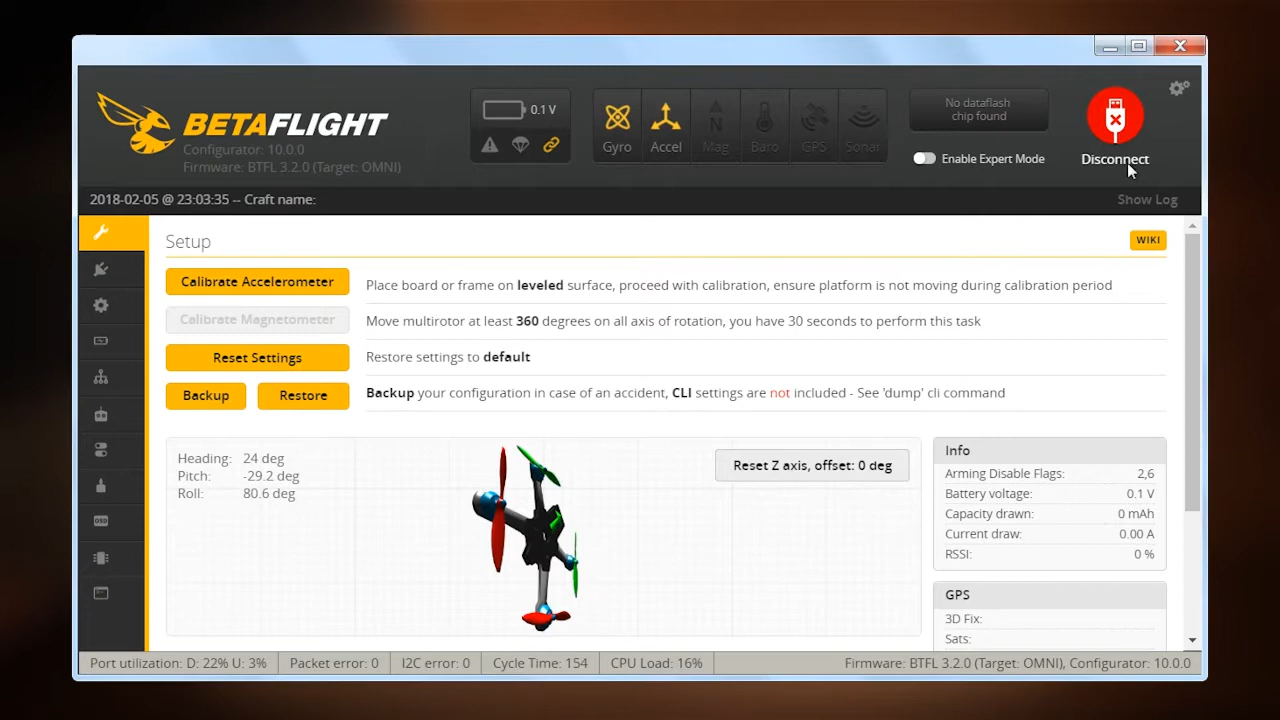 BETAFLIGHT
Configurator: 10.0.0
Firmware: BTFL 3.2.0 (Target: OMNI)
0.1 V
Gyro
Accel
N
Mag
Baro
GPS
Sonar
No dataflash
chip found
Enable Expert Mode
Disconnect
2018-02-05 @ 23:03:35 -- Craft name:
Show Log
Setup
WIKI
Calibrate Accelerometer
Place board or frame on leveled surface, proceed with calibration, ensure platform is not moving during calibration period
Calibrate Magnetometer
Move multirotor at least 360 degrees on all axis of rotation, you have 30 seconds to perform this task
Reset Settings
Restore settings to default
Backup
Restore
Backup your configuration in case of an accident, CLI settings are not included - See 'dump' cli command
Heading: 24 deg
Pitch: -29.2 deg
Roll: 80.6 deg
Reset Z axis, offset: 0 deg
Info
Arming Disable Flags: 2,6
Battery voltage: 0.1 V
Capacity drawn: 0 mAh
Current draw: 0.00 A
RSSI: 0 %
GPS
3D Fix:
Sats:
OSD
Port utilization: D: 22% U: 3%
Packet error: 0
I2C error: 0
Cycle Time: 154
CPU Load: 16%
Firmware: BTFL 3.2.0 (Target: OMNI), Configurator: 10.0.0